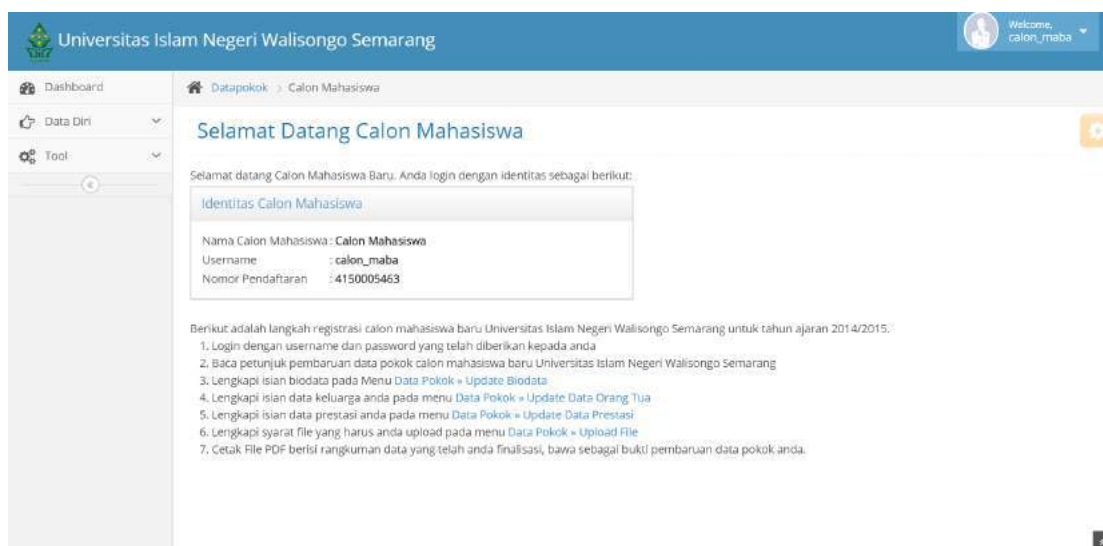 Universitas Islam Negeri Walisongo Semarang
Welcome,
calon_maba
Dashboard
Data Diri
Tool
Datapokok > Calon Mahasiswa
Selamat Datang Calon Mahasiswa
Selamat datang Calon Mahasiswa Baru. Anda login dengan identitas sebagai berikut:
Identitas Calon Mahasiswa
Nama Calon Mahasiswa : Calon Mahasiswa
Username : calon_maba
Nomor Pendaftaran : 4150005463
Berikut adalah langkah registrasi calon mahasiswa baru Universitas Islam Negeri Walisongo Semarang untuk tahun ajaran 2014/2015.
1. Login dengan username dan password yang telah diberikan kepada anda
2. Baca petunjuk pembaruan data pokok calon mahasiswa baru Universitas Islam Negeri Walisongo Semarang
3. Lengkapi isian biodata pada Menu Data Pokok » Update Biodata
4. Lengkapi isian data keluarga anda pada menu Data Pokok » Update Data Orang Tua
5. Lengkapi isian data prestasi anda pada menu Data Pokok » Update Data Prestasi
6. Lengkapi syarat file yang harus anda upload pada menu Data Pokok » Upload File
7. Cetak File PDF berisi rangkuman data yang telah anda finalisasi, bawa sebagai bukti pembaruan data pokok anda.